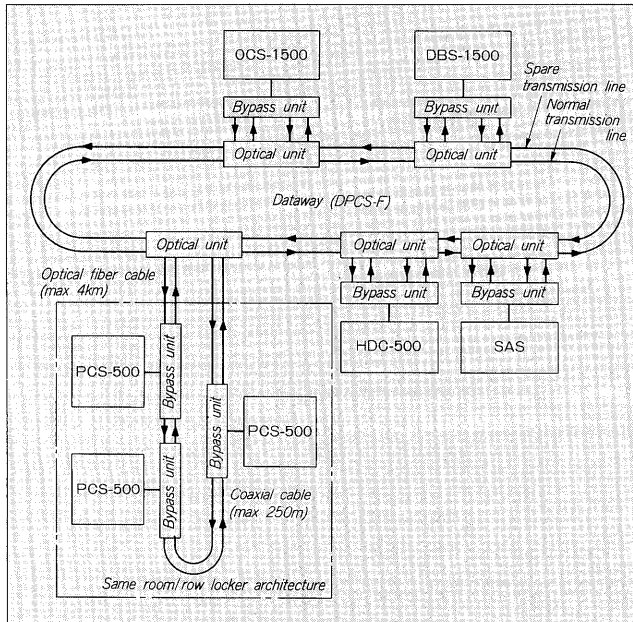 OCS-1500
DBS-1500
Spare
transmission line
Normal
transmission
line
Bypass unit
Bypass unit
Optical unit
Optical unit
Dataway (DPCS-F)
Optical unit
Optical unit
Optical unit
Optical fiber cable
(max 4km)
Bypass unit
Bypass unit
HDC-500
SAS
PCS-500
Bypass unit
Bypass unit
PCS-500
PCS-500
Bypass unit
Coaxial cable
(max 250m)
Same room/row locker architecture